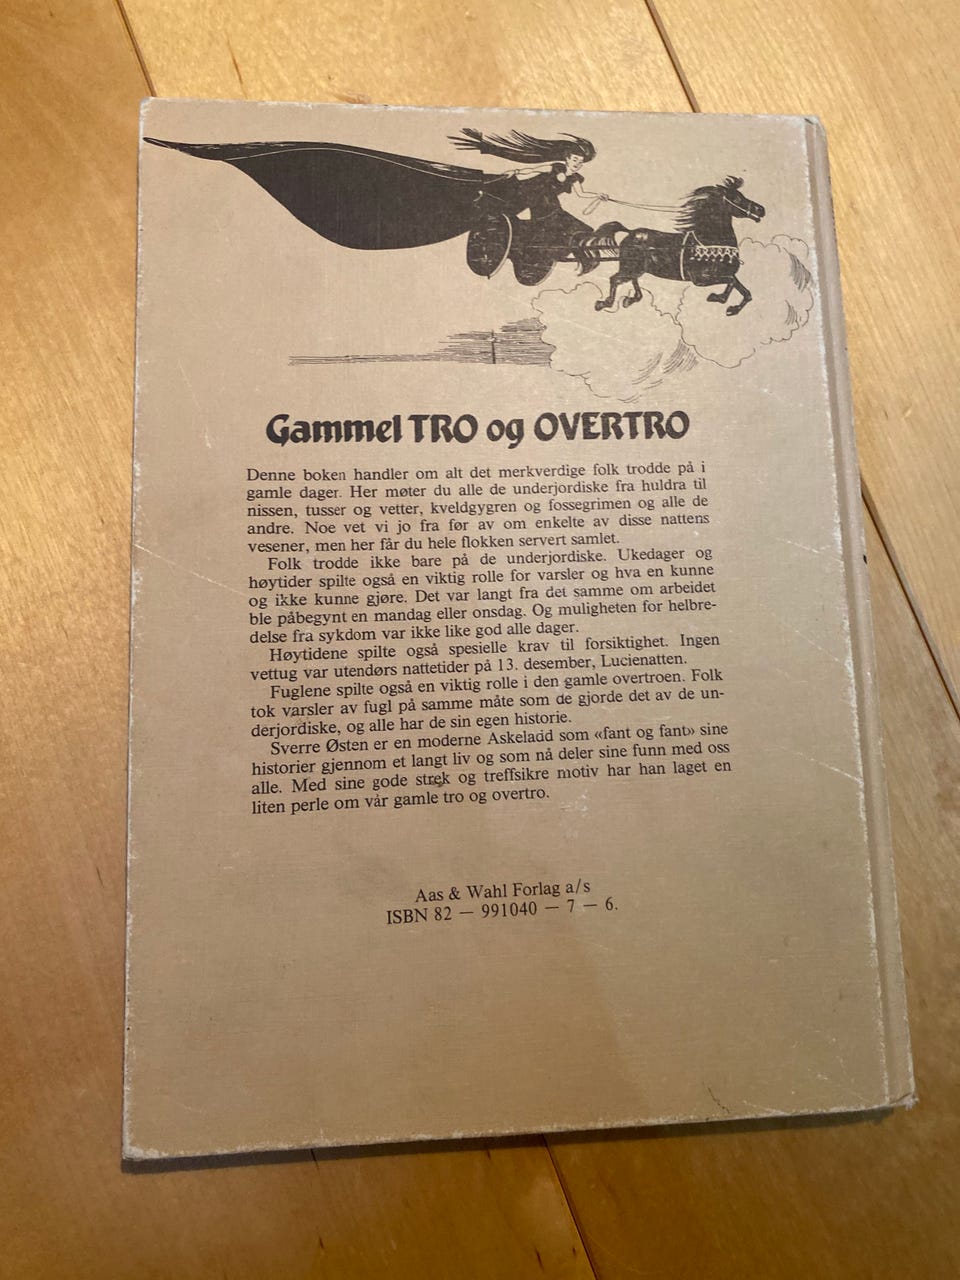 Gammel TRO og OVERTRO
Denne boken handler om alt det merkverdige folk trodde på i
gamle dager. Her møter du alle de underjordiske fra huldra til
nissen, tusser og vetter, kveldgygren og fossegrimen og alle de
andre. Noe vet vi jo fra før av om enkelte av disse nattens
vesener, men her får du hele flokken servert samlet.
Folk trodde ikke bare på de underjordiske. Ukedager og
høytider spilte også en viktig rolle for varsler og hva en kunne
og ikke kunne gjøre. Det var langt fra det samme om arbeidet
ble påbegynt en mandag eller onsdag. Og muligheten for helbre-
delse fra sykdom var ikke like god alle dager.
Høytidene spilte også spesielle krav til forsiktighet. Ingen
vettug var utendørs nattetider på 13. desember, Lucienatten.
Fuglene spilte også en viktig rolle i den gamle overtroen. Folk
tok varsler av fugl på samme måte som de gjorde det av de un-
derjordiske, og alle har de sin egen historie.
Sverre Østen er en moderne Askeladd som «fant og fant» sine
historier gjennom et langt liv og som nå deler sine funn med oss
alle. Med sine gode strek og treffsikre motiv har han laget en
liten perle om vår gamle tro og overtro.
Aas & Wahl Forlag a/s
ISBN 82 — 991040 — 7 — 6.